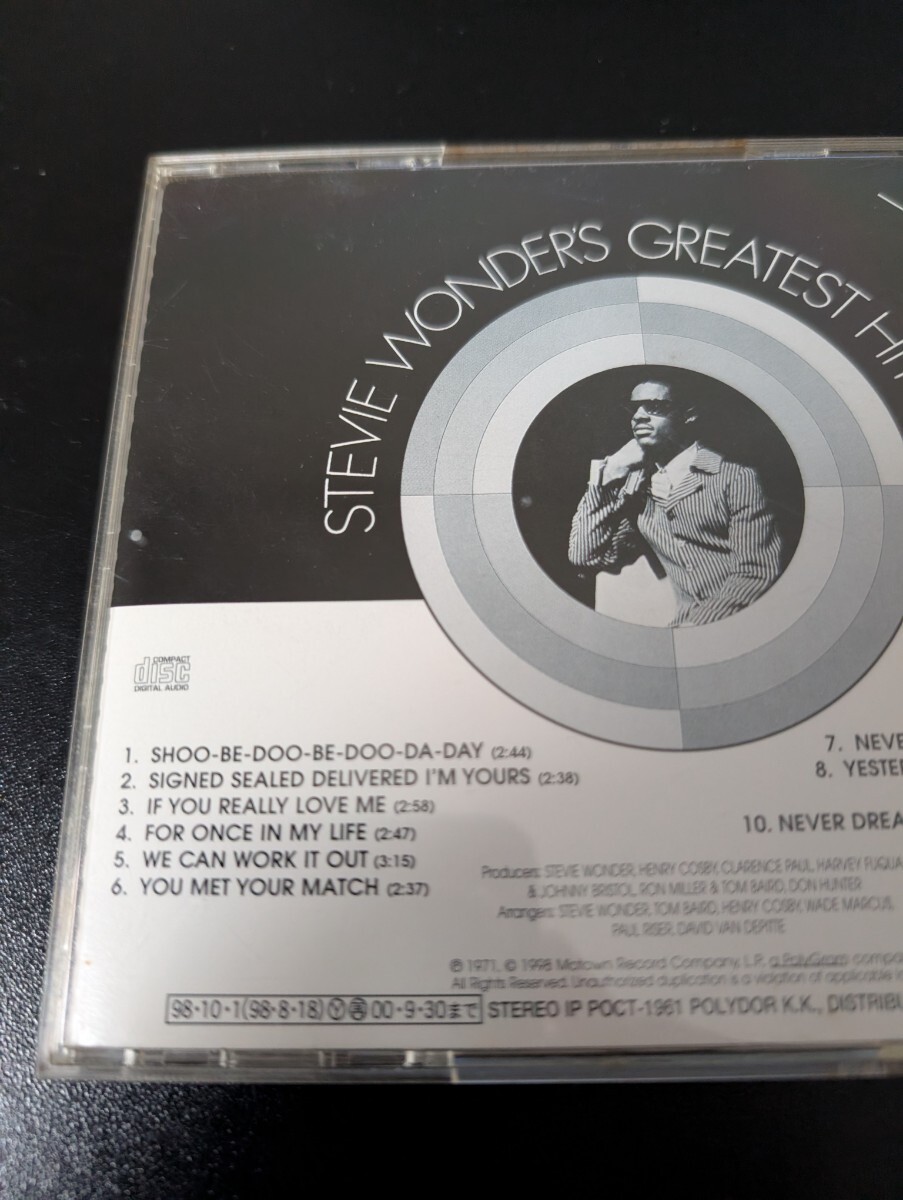 STEVIE WONDER'S GREATEST HIT
COMPACT
disc
DIGITAL AUDIO
1. SHOO-BE-DOO-BE-DOO-DA-DAY (2:44)
2. SIGNED SEALED DELIVERED I'M YOURS (2:38)
3. IF YOU REALLY LOVE ME (2:58)
4. FOR ONCE IN MY LIFE (2:47)
5. WE CAN WORK IT OUT (3:15)
6. YOU MET YOUR MATCH (2:37)
7. NEVE
8. YESTER
10. NEVER DREA
Producers: STEVIE WONDER, HENRY COSBY, CLARENCE PAUL, HARVEY FUQUA
& JOHNNY BRISTOL, RON MILLER & TOM BAIRD, DON HUNTER
Arrangers: STEVIE WONDER, TOM BAIRD, HENRY COSBY, WADE MARCUS,
PAUL RISER, DAVID VAN DEPITTE
℗ 1971, © 1998 Motown Record Company, L.P. a PolyGram compa
All Rights Reserved. Unauthorized duplication is a violation of applicable l
98・10・1(98・8・18)Ⓨ㊢00・9・30まで STEREO IP POCT-1961 POLYDOR K.K., DISTRIBU